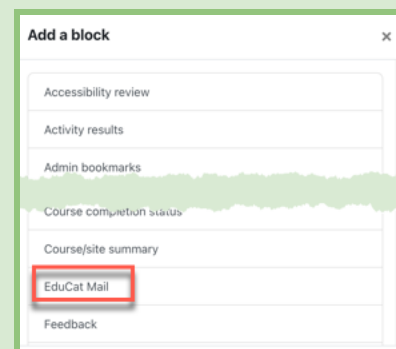 Add a block ×
Accessibility review
Activity results
Admin bookmarks
Course completion status
Course/site summary
EduCat Mail
Feedback